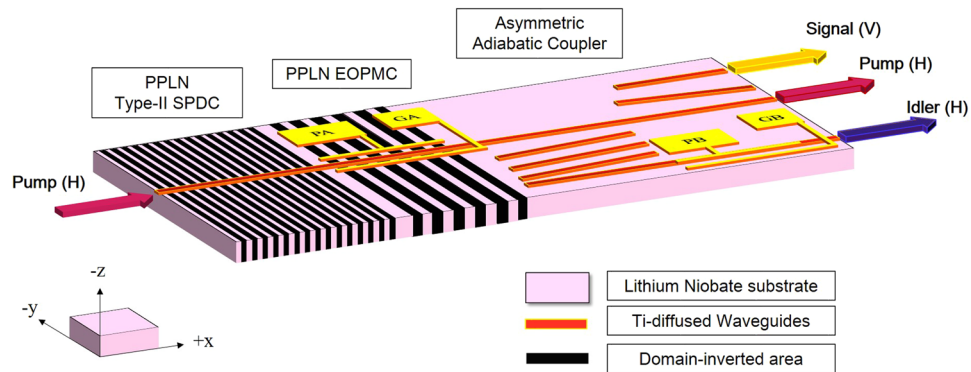 Asymmetric
Adiabatic Coupler
Signal (V)
PPLN EOPMC
Pump (H)
PPLN
Type-II SPDC
Idler (H)
GA
PA
GB
PB
Pump (H)
-z
-y
+x
Lithium Niobate substrate
Ti-diffused Waveguides
Domain-inverted area